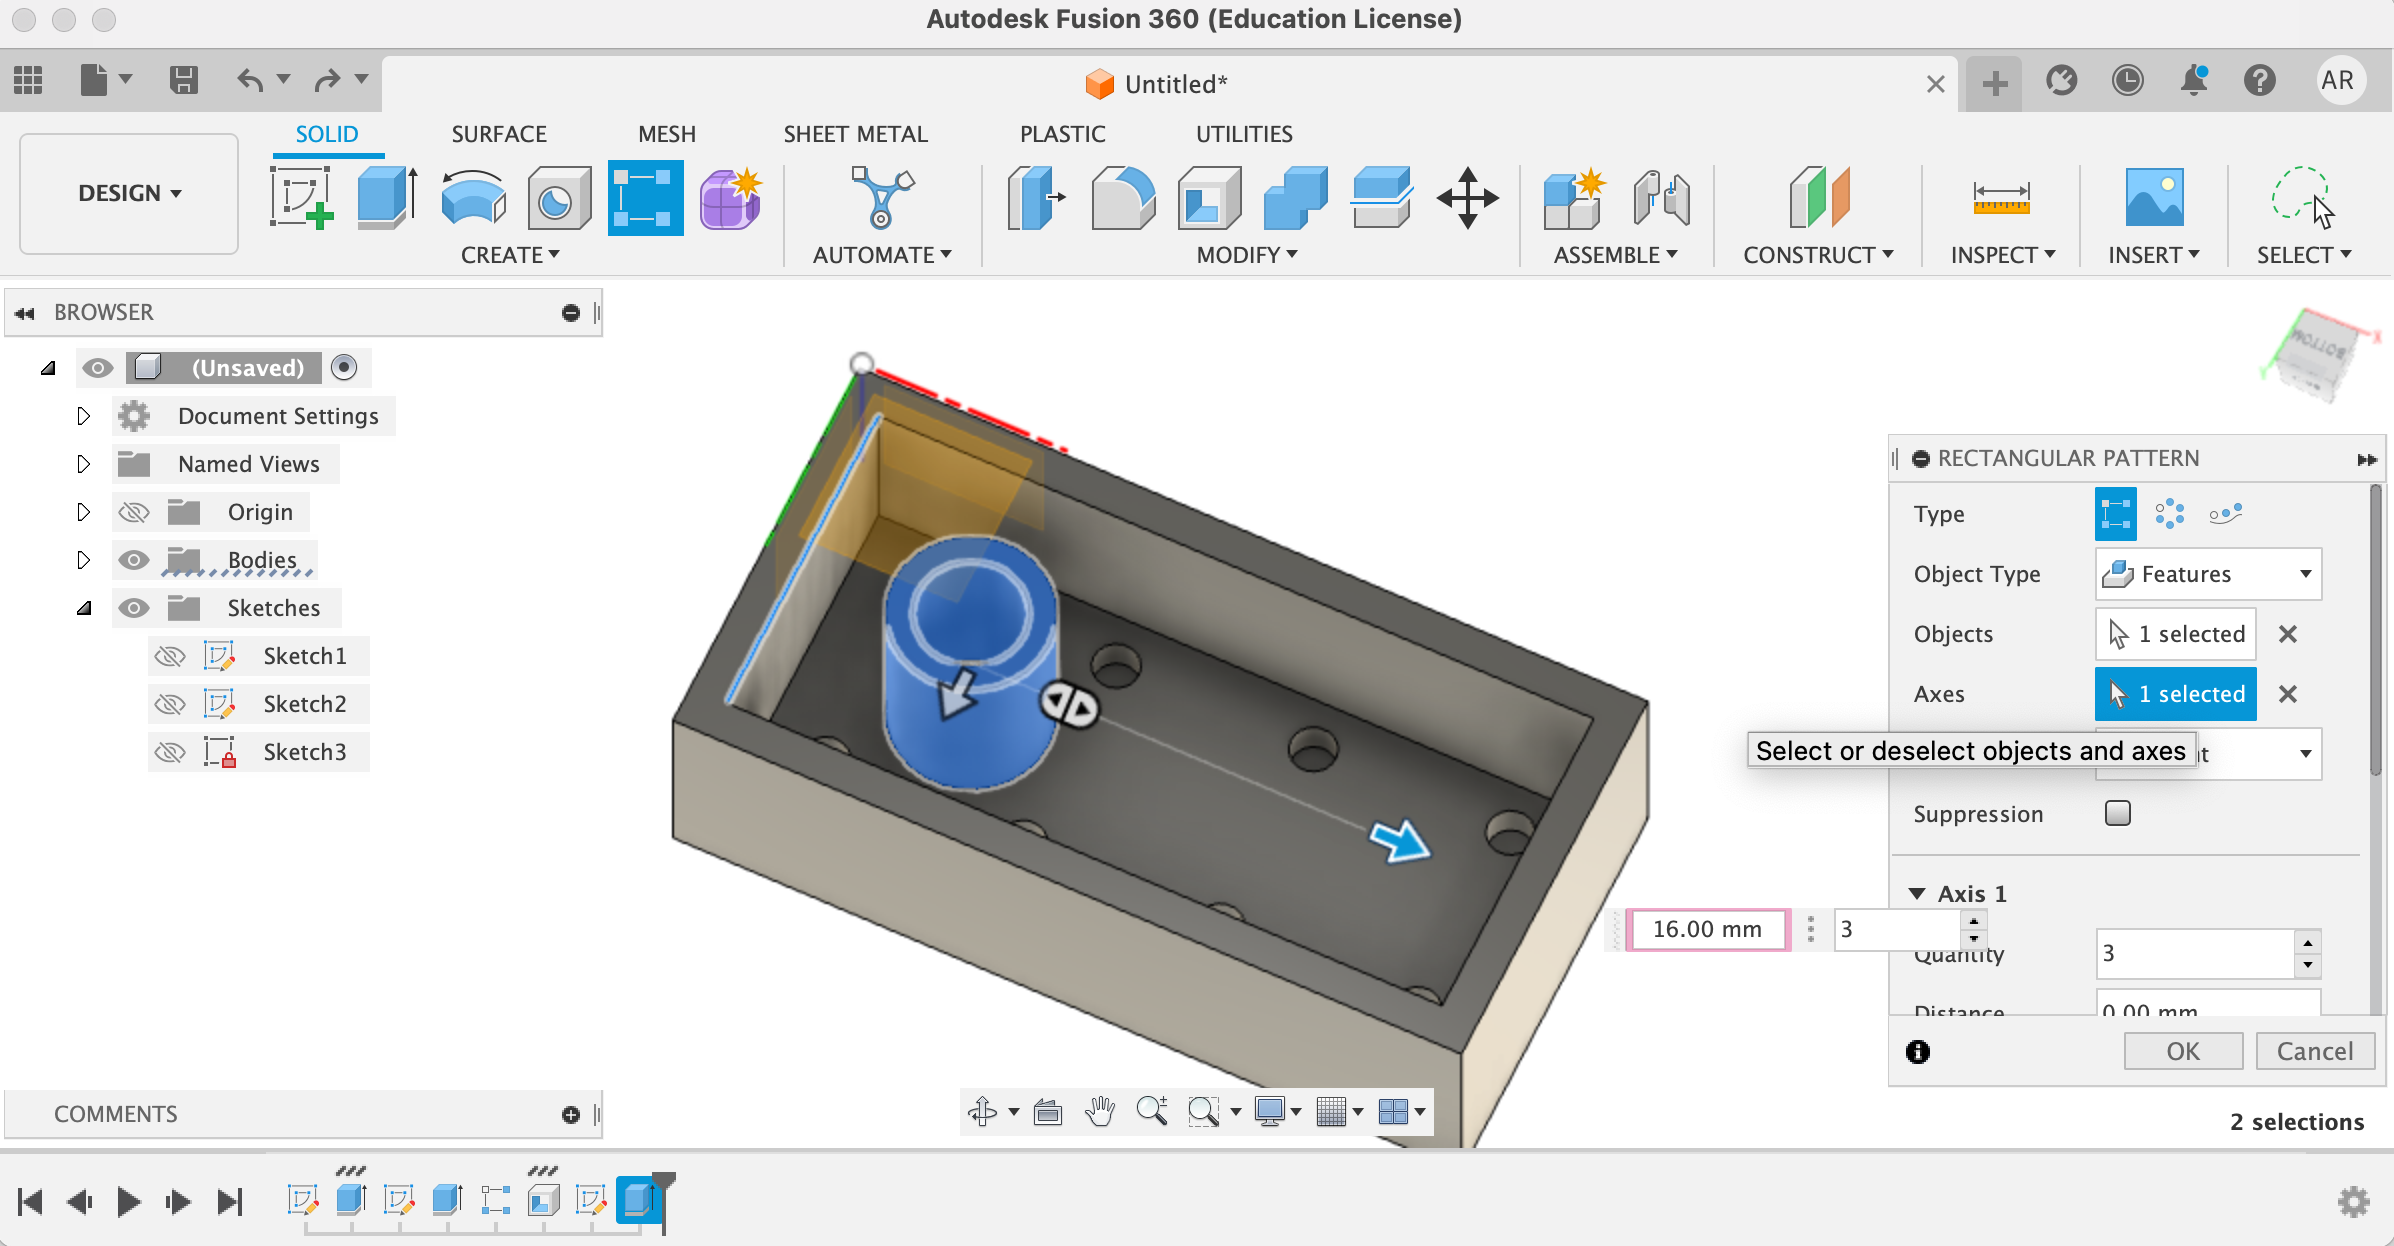 Autodesk Fusion 360 (Education License)
Untitled*
AR
DESIGN
SOLID
SURFACE
MESH
SHEET METAL
PLASTIC
UTILITIES
CREATE
AUTOMATE
MODIFY
ASSEMBLE
CONSTRUCT
INSPECT
INSERT
SELECT
BROWSER
(Unsaved)
Document Settings
Named Views
Origin
Bodies
Sketches
Sketch1
Sketch2
Sketch3
BOTTOM
X
Y
RECTANGULAR PATTERN
Type
Object Type
Features
Objects
1 selected
Axes
1 selected
Select or deselect objects and axes
t
Suppression
Axis 1
16.00 mm
3
Quantity
3
Distance
0.00 mm
OK
Cancel
COMMENTS
2 selections